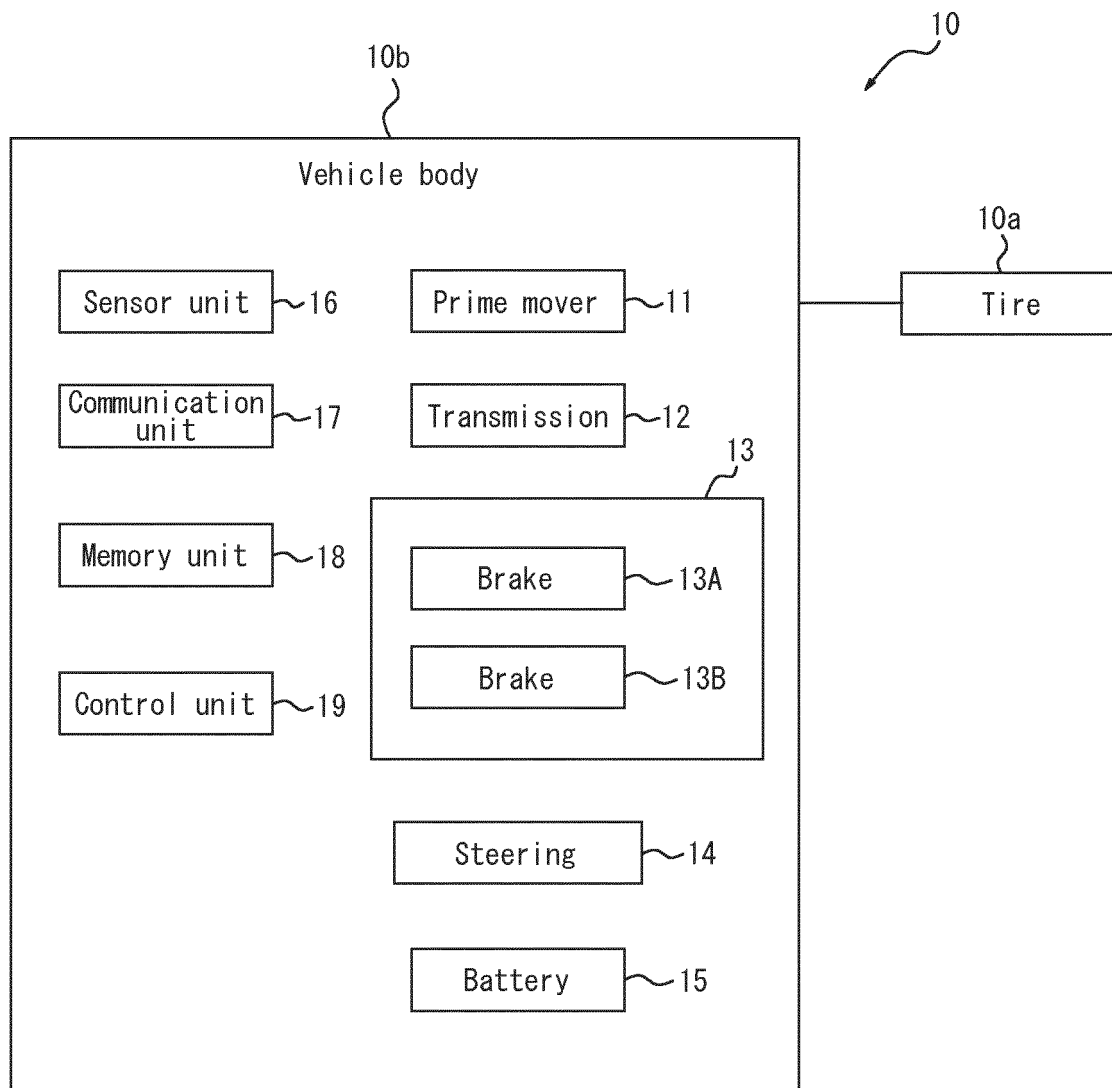 10
10b
Vehicle body
10a
Tire
Sensor unit
16
Prime mover
11
Communication
unit
17
Transmission
12
13
Memory unit
18
Brake
13A
Brake
13B
Control unit
19
Steering
14
Battery
15